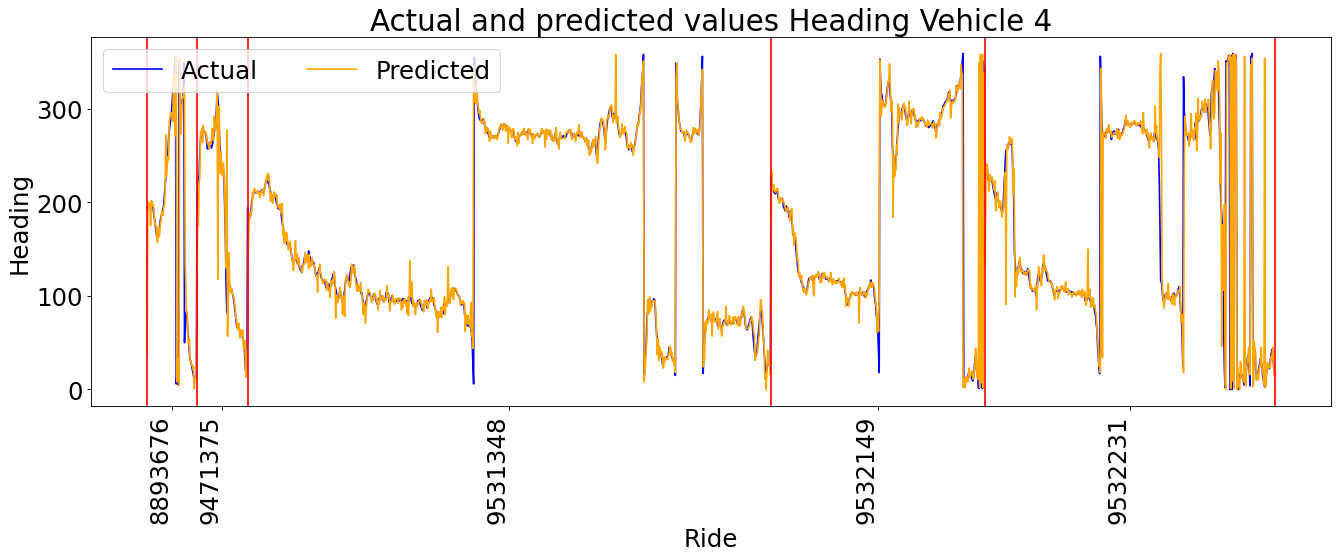 Actual and predicted values Heading Vehicle 4
Actual
Predicted
Heading
300
200
100
0
8893676
9471375
9531348
9532149
9532231
Ride